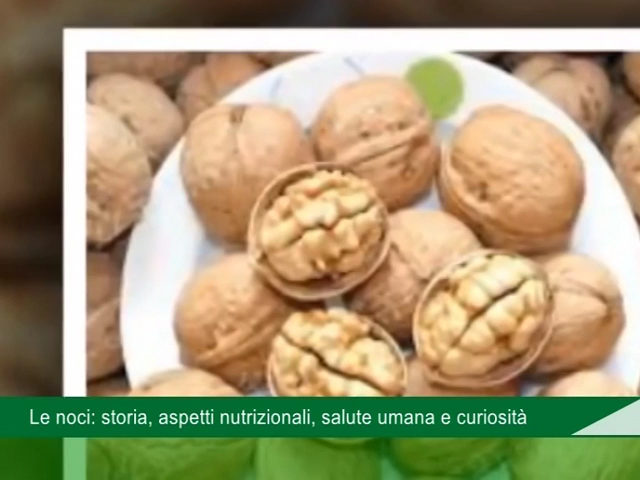 Le noci: storia, aspetti nutrizionali, salute umana e curiosità